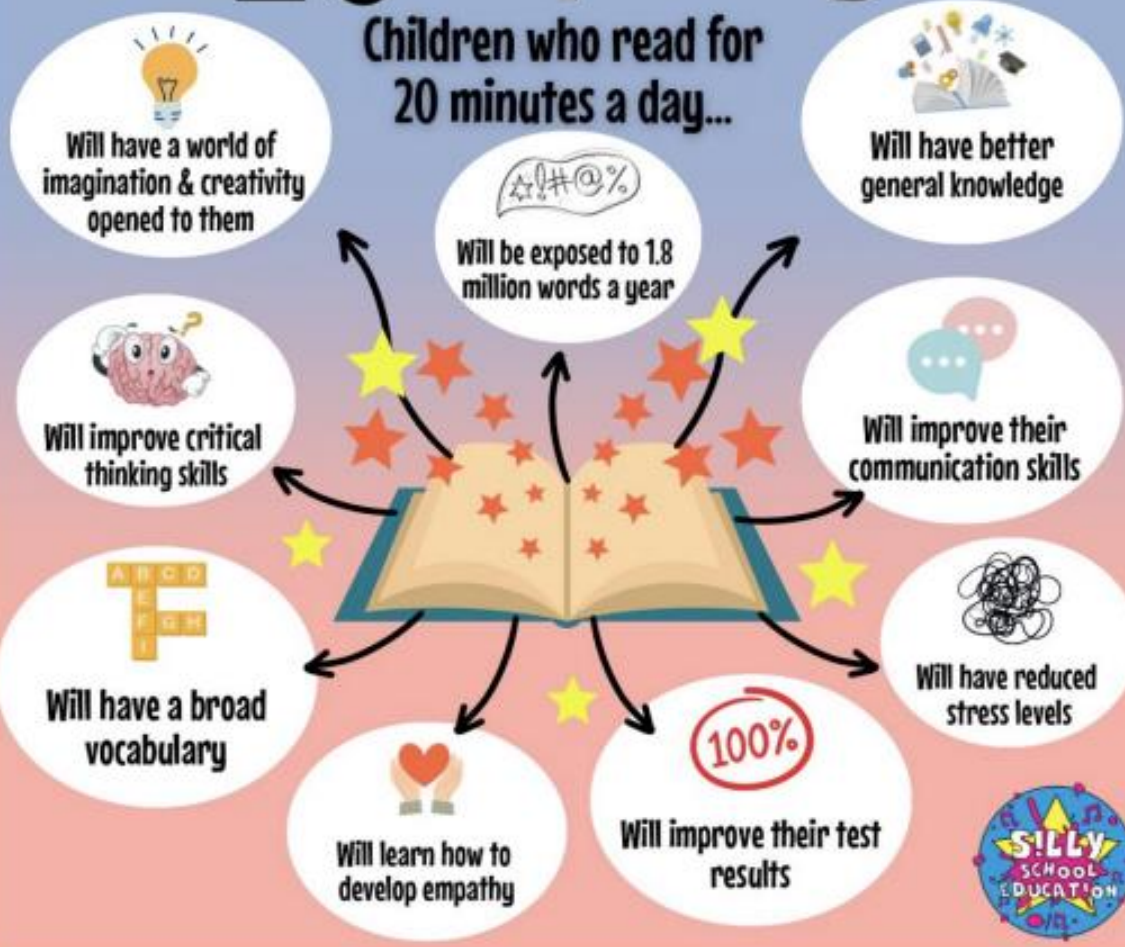 Children who read for
20 minutes a day...
Will have a world of
imagination & creativity
opened to them
☆!#@%
Will be exposed to 1.8
million words a year
Will have better
general knowledge
Will improve critical
thinking skills
Will improve their
communication skills
A B C D
E
F G H
I
Will have a broad
vocabulary
Will have reduced
stress levels
100%
Will learn how to
develop empathy
Will improve their test
results
S!LLY
SCHOOL
EDUCAT!ON